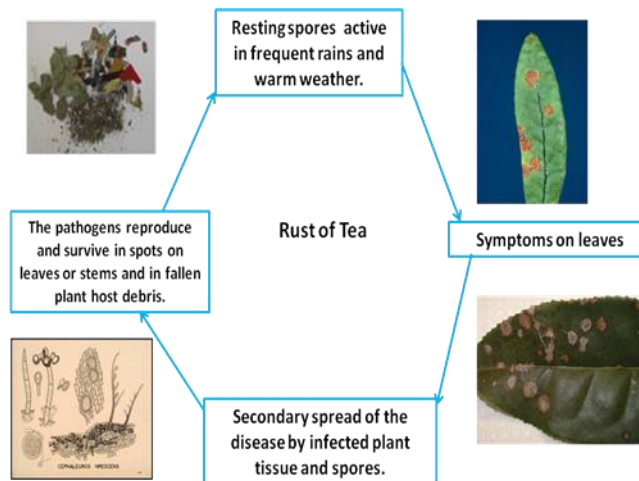 Resting spores active
in frequent rains and
warm weather.
The pathogens reproduce
and survive in spots on
leaves or stems and in fallen
plant host debris.
Rust of Tea
Symptoms on leaves
Secondary spread of the
disease by infected plant
tissue and spores.